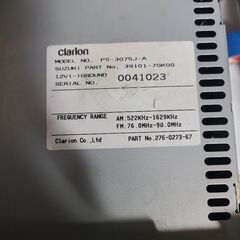 clarion
MODEL NO. PS-3075J-A
SUZUKI PART No. 39101-70K00
12V(-)GROUND
SERIAL NO. 0041023
FREQUENCY RANGE
AM:522KHz-1629KHz
FM:76.0MHz-90.0MHz
Clarion Co.,Ltd
PART No. 276-0273-67